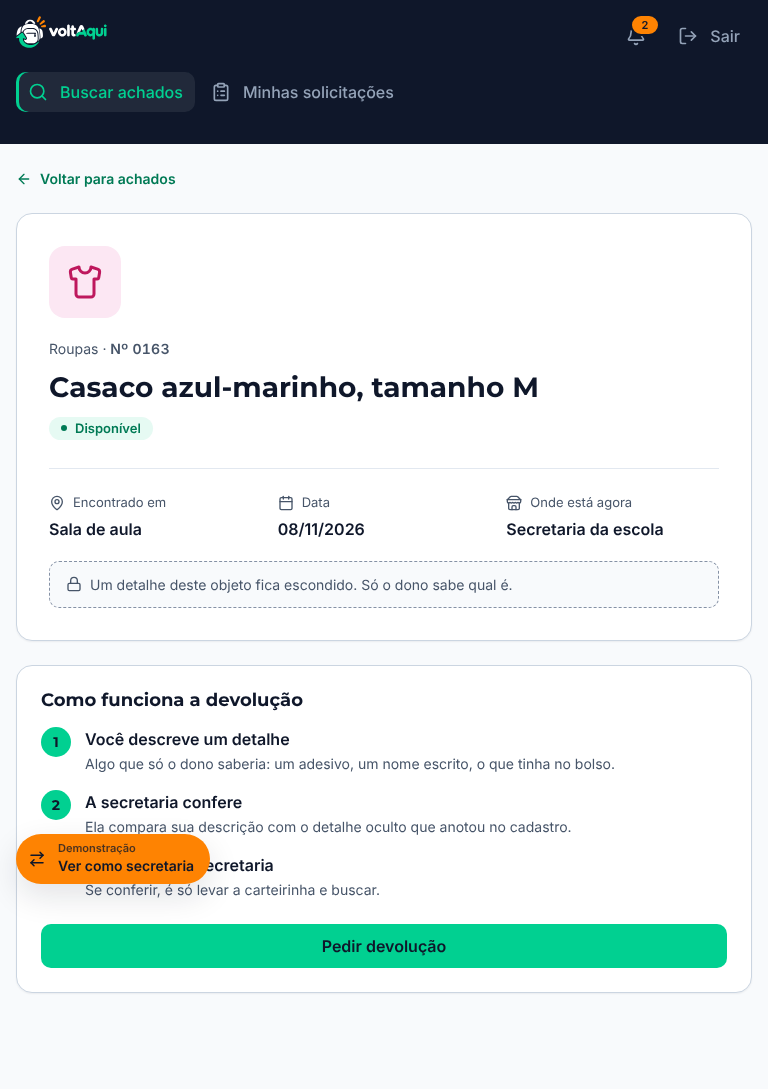 voltAqui
2
Sair
Buscar achados
Minhas solicitações
Voltar para achados
Roupas · Nº 0163
Casaco azul-marinho, tamanho M
Disponível
Encontrado em
Sala de aula
Data
08/11/2026
Onde está agora
Secretaria da escola
Um detalhe deste objeto fica escondido. Só o dono sabe qual é.
Como funciona a devolução
1
Você descreve um detalhe
Algo que só o dono saberia: um adesivo, um nome escrito, o que tinha no bolso.
2
A secretaria confere
Ela compara sua descrição com o detalhe oculto que anotou no cadastro.
Demonstração
Ver como secretaria
ecretaria
Se conferir, é só levar a carteirinha e buscar.
Pedir devolução